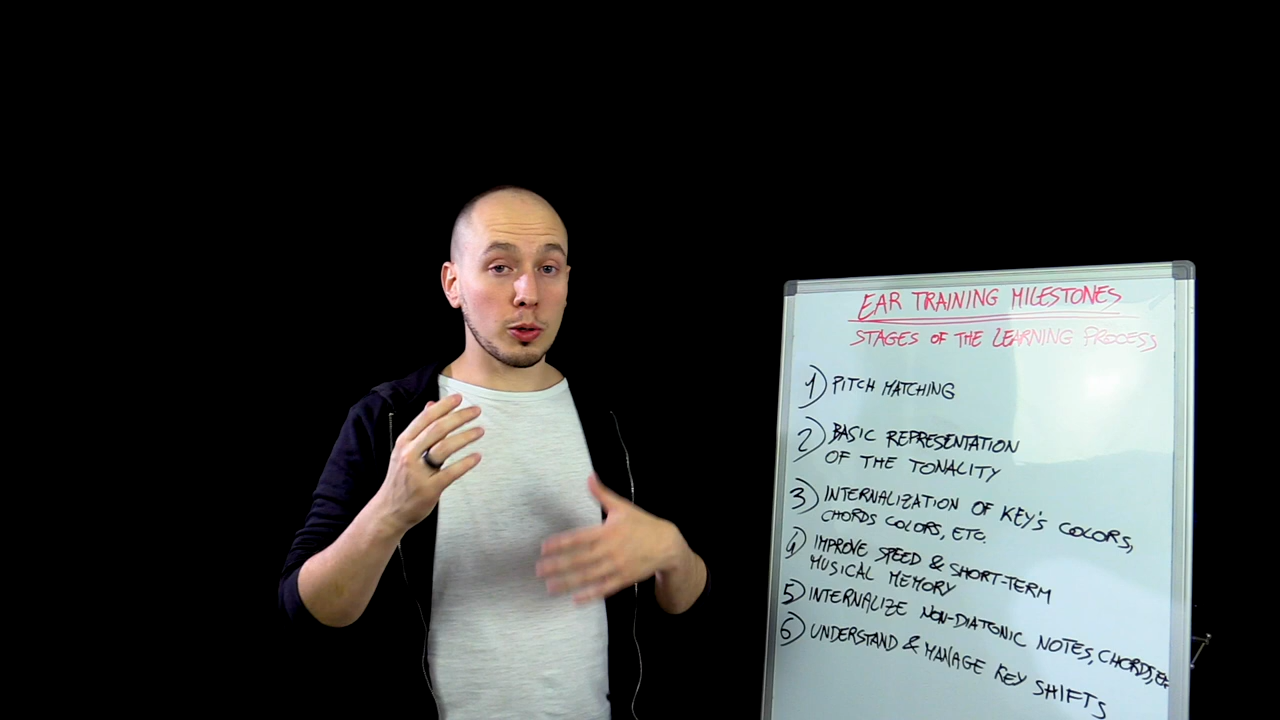 EAR TRAINING MILESTONES
STAGES OF THE LEARNING PROCESS
1) PITCH MATCHING
2) BASIC REPRESENTATION
OF THE TONALITY
3) INTERNALIZATION OF KEY'S COLORS,
CHORDS COLORS, ETC.
4) IMPROVE SPEED & SHORT-TERM
MUSICAL MEMORY
5) INTERNALIZE NON-DIATONIC NOTES, CHORDS, ETC
6) UNDERSTAND & MANAGE KEY SHIFTS